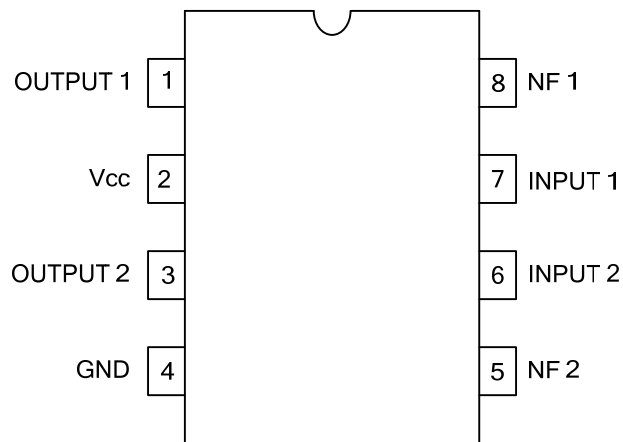 OUTPUT 1 1
Vcc 2
OUTPUT 2 3
GND 4
8 NF 1
7 INPUT 1
6 INPUT 2
5 NF 2